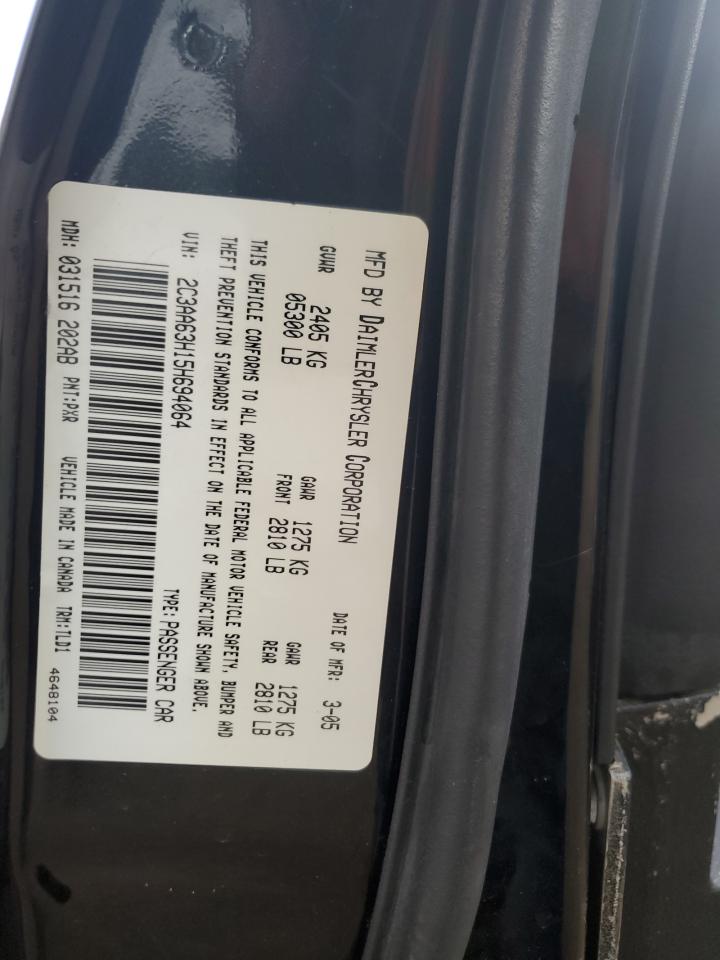 MFD BY DAIMLERCHRYSLER CORPORATION DATE OF MFR: 3-05
GVWR 2405 KG GAWR 1275 KG GAWR 1275 KG
05300 LB FRONT 2810 LB REAR 2810 LB
THIS VEHICLE CONFORMS TO ALL APPLICABLE FEDERAL MOTOR VEHICLE SAFETY, BUMPER AND
THEFT PREVENTION STANDARDS IN EFFECT ON THE DATE OF MANUFACTURE SHOWN ABOVE.
VIN: 2C3AA63H15H694064 TYPE: PASSENGER CAR
MDH: 031516 202AB PNT:PXR VEHICLE MADE IN CANADA TRM:TLD1 4648104